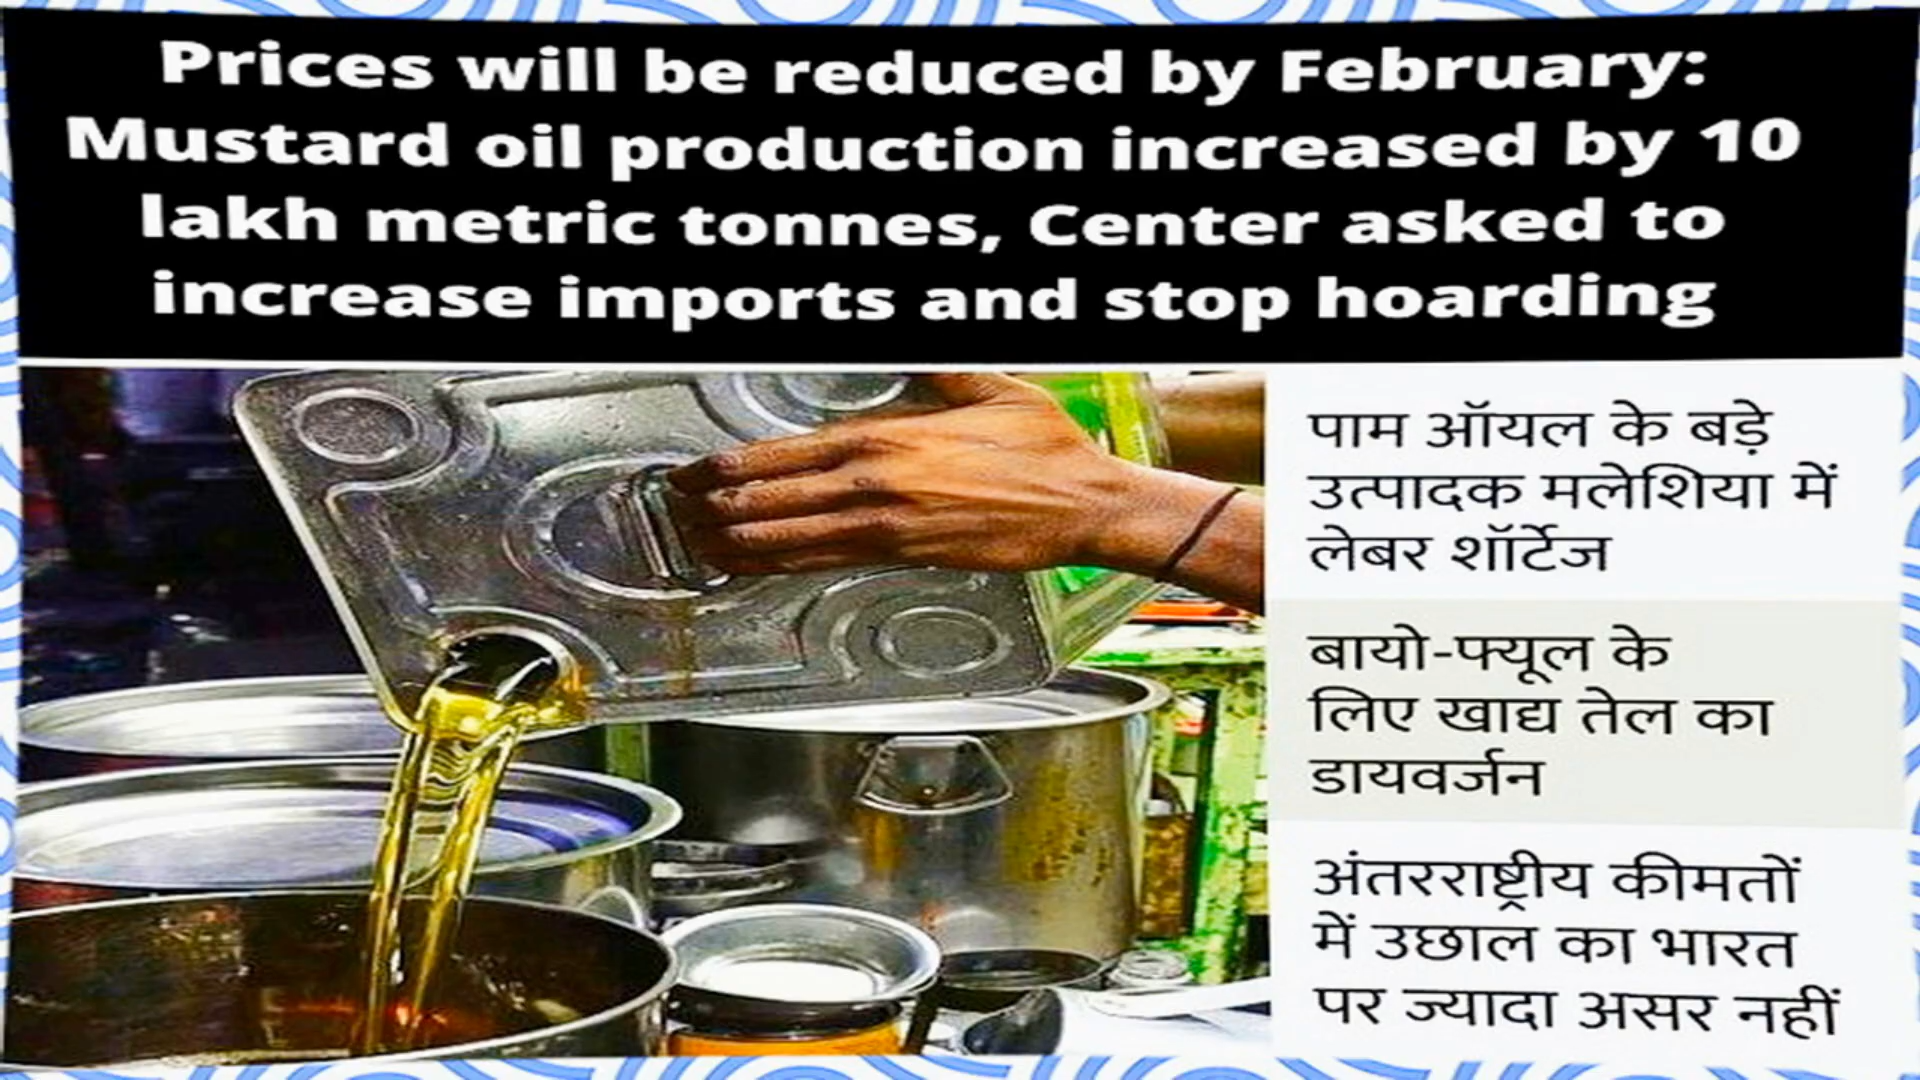 Prices will be reduced by February:
Mustard oil production increased by 10
lakh metric tonnes, Center asked to
increase imports and stop hoarding
पाम ऑयल के बड़े
उत्पादक मलेशिया में
लेबर शॉर्टेज
बायो-फ्यूल के
लिए खाद्य तेल का
डायवर्जन
अंतरराष्ट्रीय कीमतों
में उछाल का भारत
पर ज्यादा असर नहीं